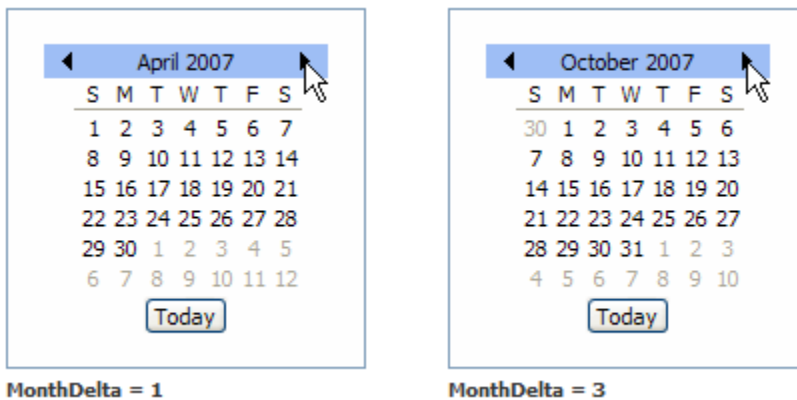 April 2007
S M T W T F S
1 2 3 4 5 6 7
8 9 10 11 12 13 14
15 16 17 18 19 20 21
22 23 24 25 26 27 28
29 30 1 2 3 4 5
6 7 8 9 10 11 12
Today
MonthDelta = 1
October 2007
S M T W T F S
30 1 2 3 4 5 6
7 8 9 10 11 12 13
14 15 16 17 18 19 20
21 22 23 24 25 26 27
28 29 30 31 1 2 3
4 5 6 7 8 9 10
Today
MonthDelta = 3